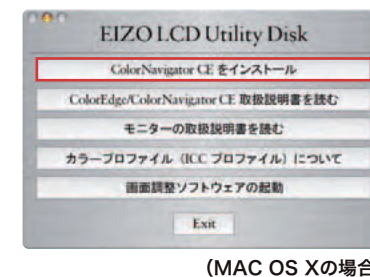 EIZO LCD Utility Disk
ColorNavigator CE をインストール
ColorEdge/ColorNavigator CE 取扱説明書を読む
モニターの取扱説明書を読む
カラープロファイル（ICC プロファイル）について
画面調整ソフトウェアの起動
Exit
（MAC OS Xの場合